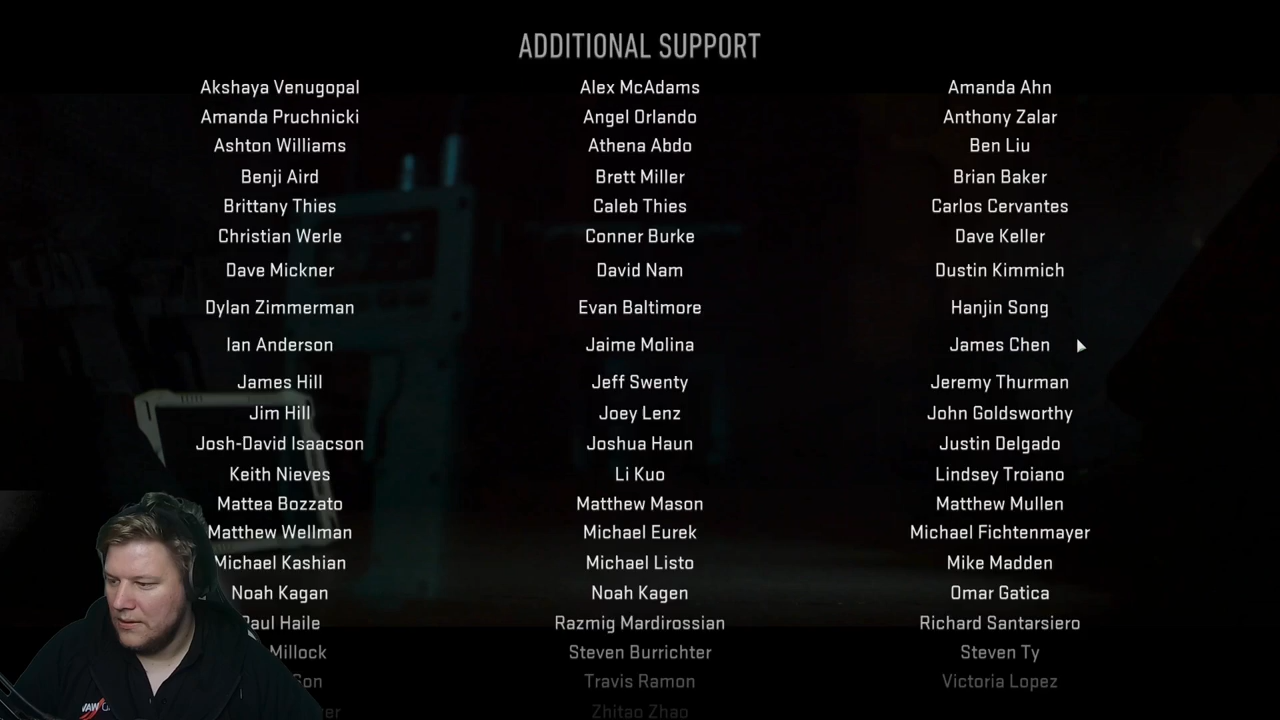 ADDITIONAL SUPPORT
Akshaya Venugopal Alex McAdams Amanda Ahn
Amanda Pruchnicki Angel Orlando Anthony Zalar
Ashton Williams Athena Abdo Ben Liu
Benji Aird Brett Miller Brian Baker
Brittany Thies Caleb Thies Carlos Cervantes
Christian Werle Conner Burke Dave Keller
Dave Mickner David Nam Dustin Kimmich
Dylan Zimmerman Evan Baltimore Hanjin Song
Ian Anderson Jaime Molina James Chen
James Hill Jeff Swenty Jeremy Thurman
Jim Hill Joey Lenz John Goldsworthy
Josh-David Isaacson Joshua Haun Justin Delgado
Keith Nieves Li Kuo Lindsey Troiano
Mattea Bozzato Matthew Mason Matthew Mullen
Matthew Wellman Michael Eurek Michael Fichtenmayer
Michael Kashian Michael Listo Mike Madden
Noah Kagan Noah Kagen Omar Gatica
Paul Haile Razmig Mardirossian Richard Santarsiero
Millock Steven Burrichter Steven Ty
Travis Ramon Victoria Lopez
Zhitao Zhao